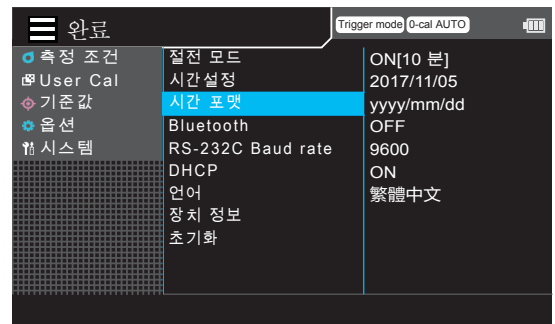 완료
Trigger mode 0-cal AUTO
측정 조건
User Cal
기준값
옵션
시스템
절전 모드 ON[10 분]
시간설정 2017/11/05
시간 포맷 yyyy/mm/dd
Bluetooth OFF
RS-232C Baud rate 9600
DHCP ON
언어 繁體中文
장치 정보
초기화